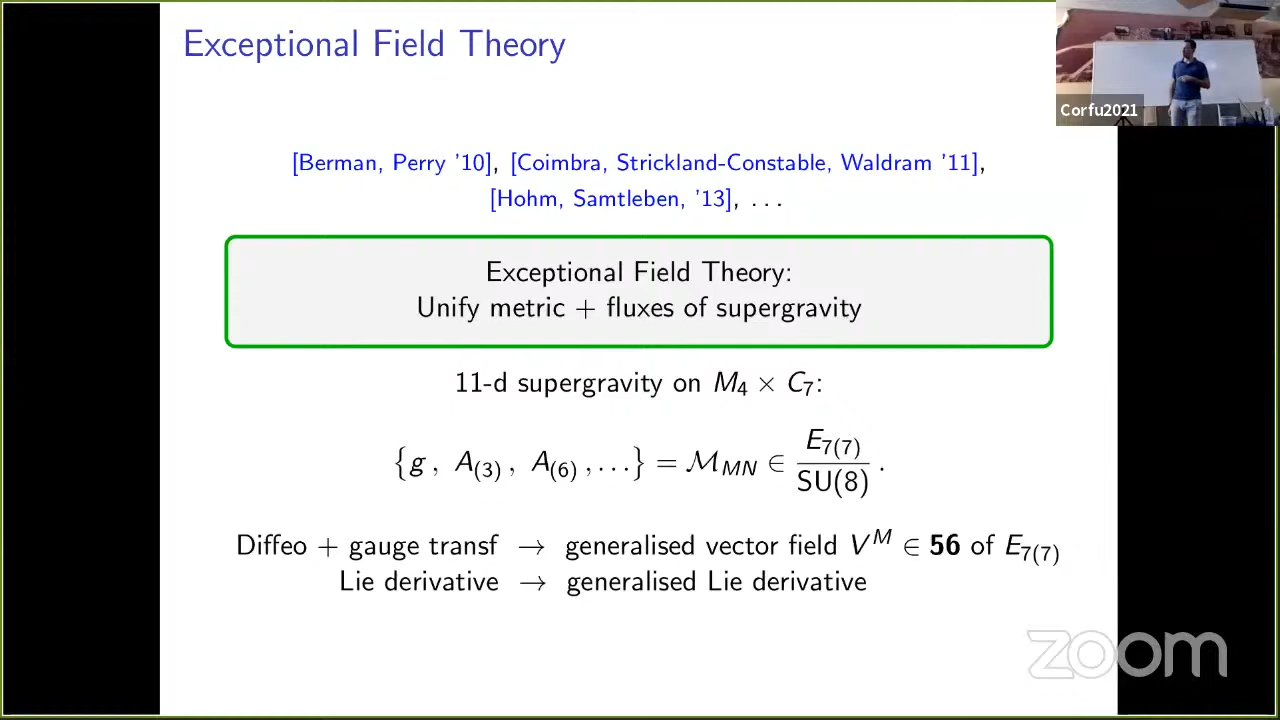 Exceptional Field Theory
Corfu2021
[Berman, Perry '10], [Coimbra, Strickland-Constable, Waldram '11],
[Hohm, Samtleben, '13], ...
Exceptional Field Theory:
Unify metric + fluxes of supergravity
11-d supergravity on M₄ × C₇:
{g, A₍₃₎, A₍₆₎, ...} = 𝓜_{MN} ∈ E₇₍₇₎ / SU(8) .
Diffeo + gauge transf → generalised vector field V^M ∈ 56 of E₇₍₇₎
Lie derivative → generalised Lie derivative
zoom